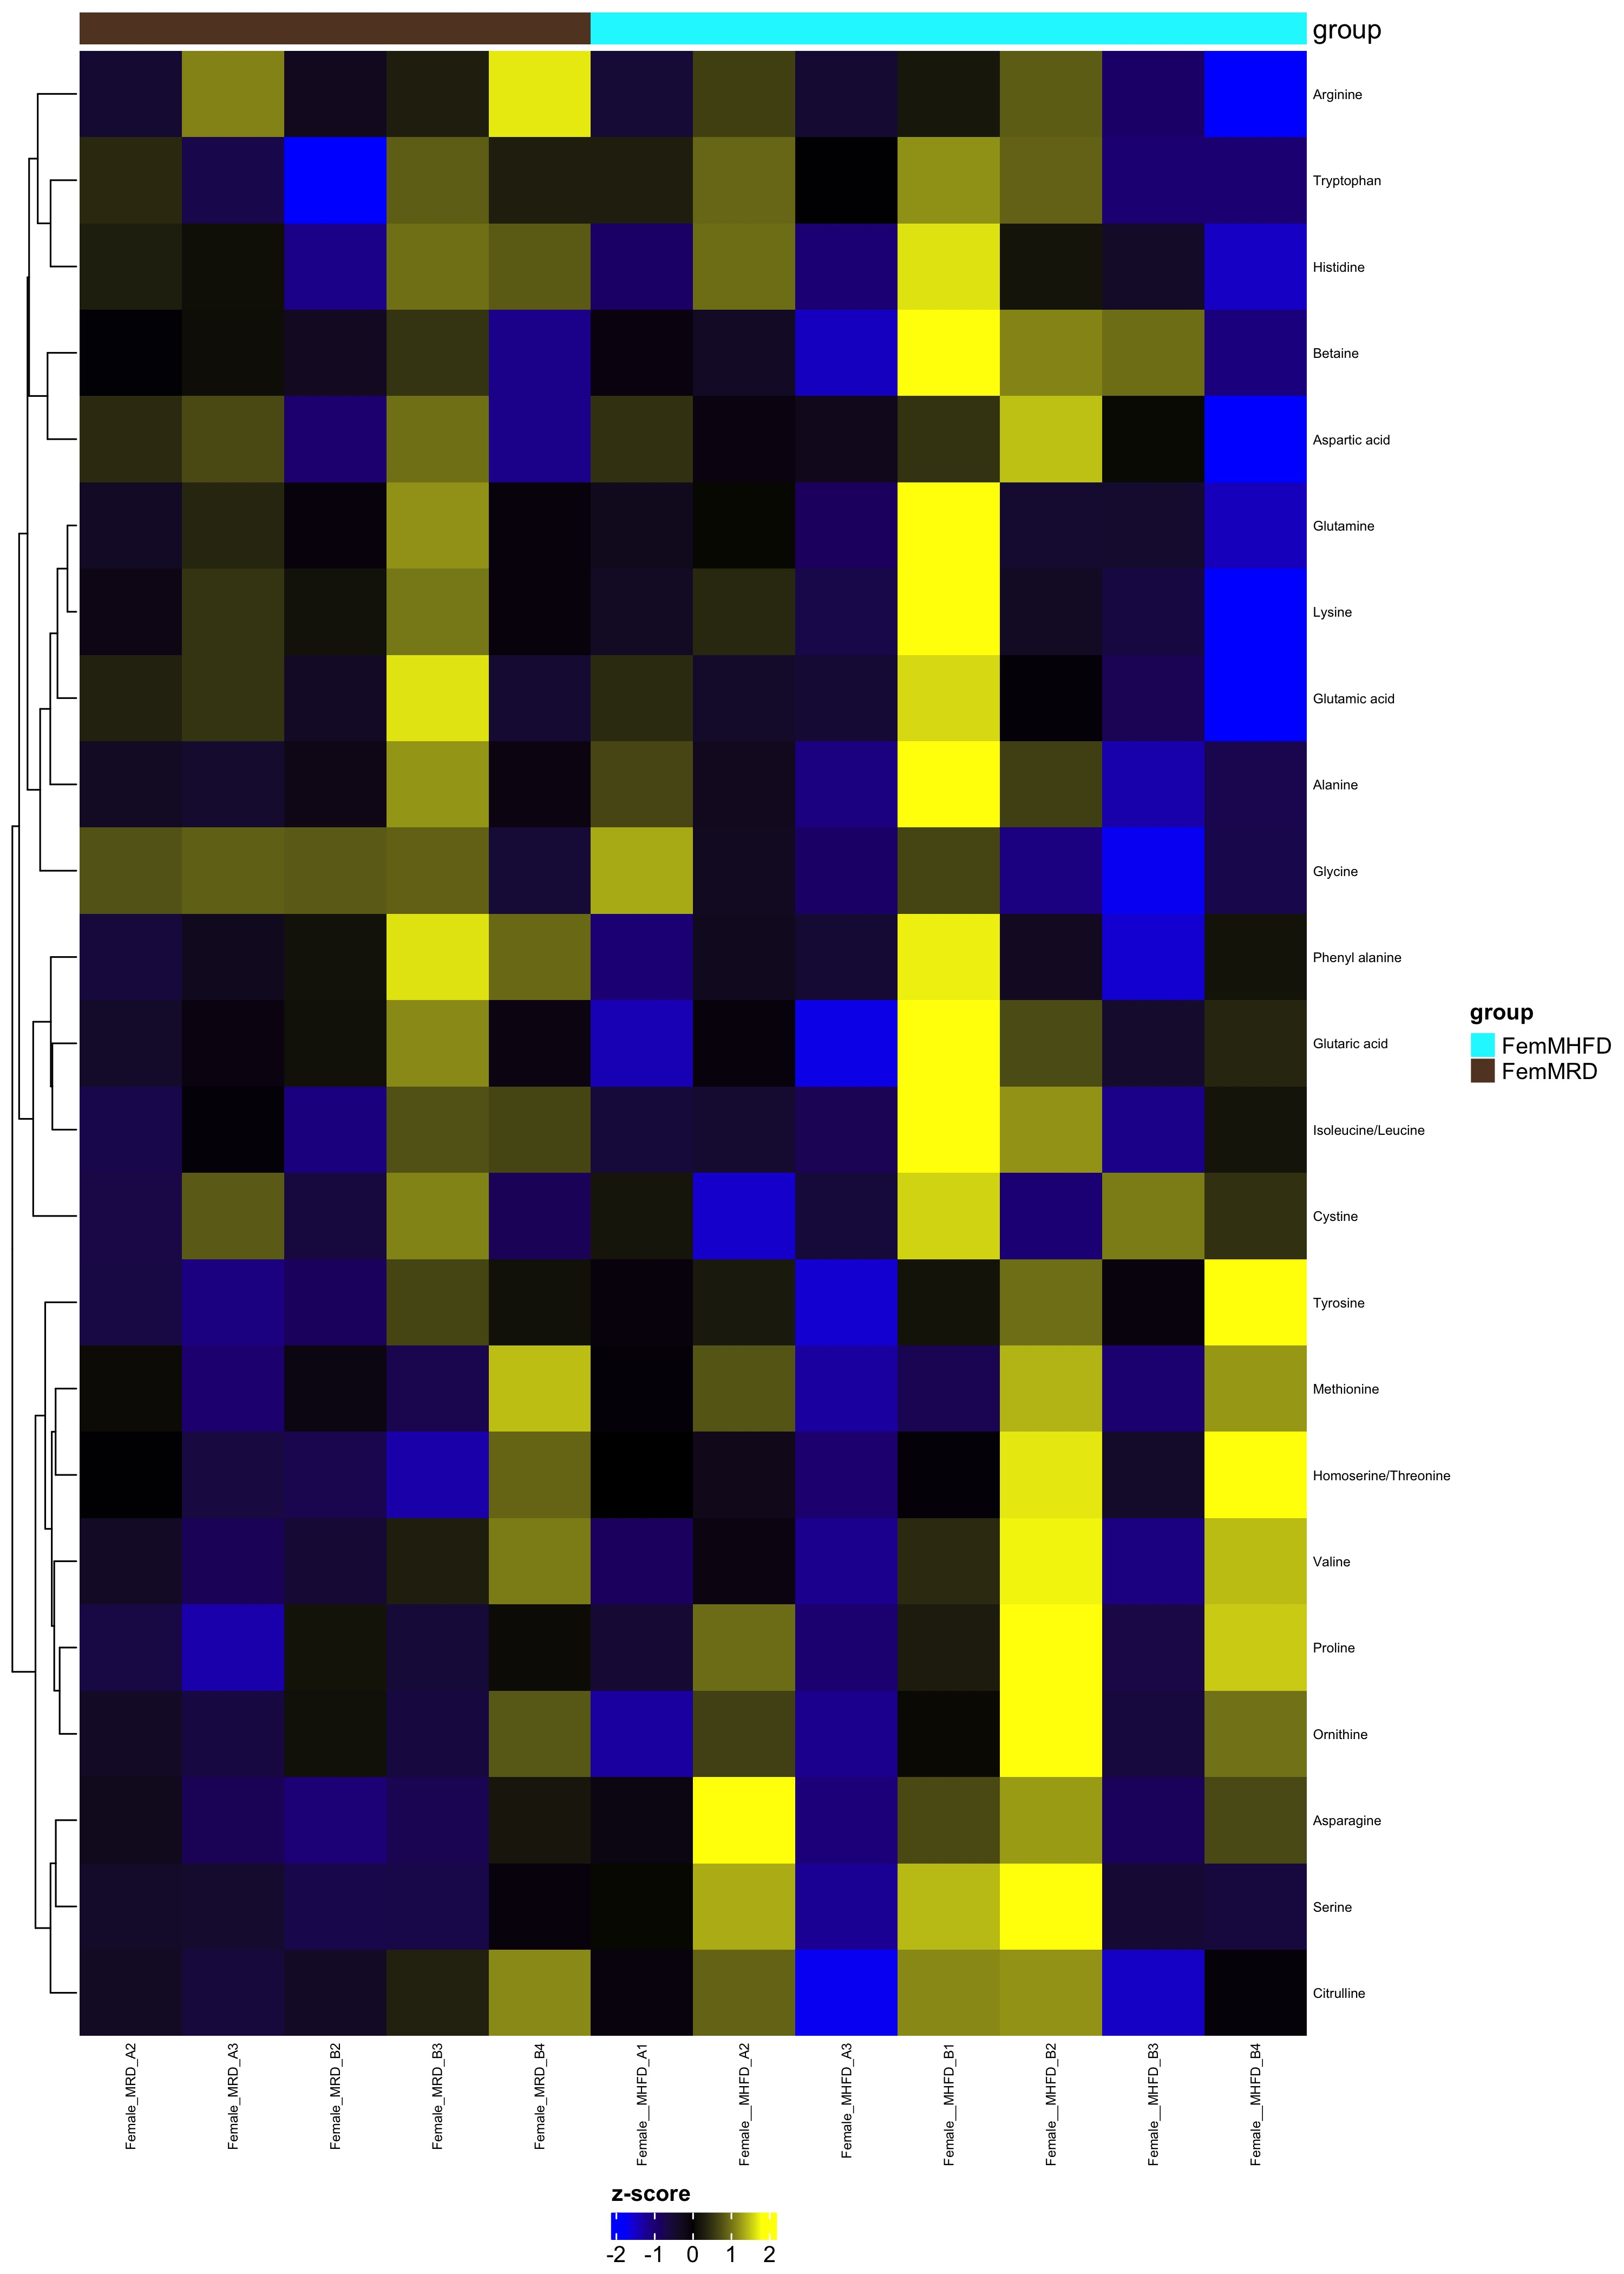 group
Arginine
Tryptophan
Histidine
Betaine
Aspartic acid
Glutamine
Lysine
Glutamic acid
Alanine
Glycine
Phenyl alanine
Glutaric acid
Isoleucine/Leucine
Cystine
Tyrosine
Methionine
Homoserine/Threonine
Valine
Proline
Ornithine
Asparagine
Serine
Citrulline
group
FemMHFD
FemMRD
Female_MRD_A2
Female_MRD_A3
Female_MRD_B2
Female_MRD_B3
Female_MRD_B4
Female__MHFD_A1
Female__MHFD_A2
Female_MHFD_A3
Female__MHFD_B1
Female__MHFD_B2
Female__MHFD_B3
Female__MHFD_B4
z-score
-2 -1 0 1 2